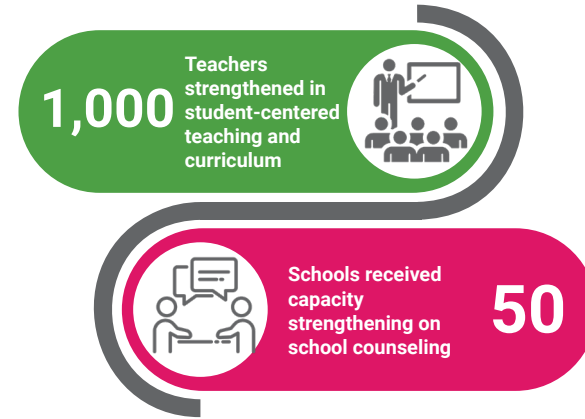 1,000
Teachers
strengthened in
student-centered
teaching and
curriculum
Schools received
capacity
strengthening on
school counseling
50